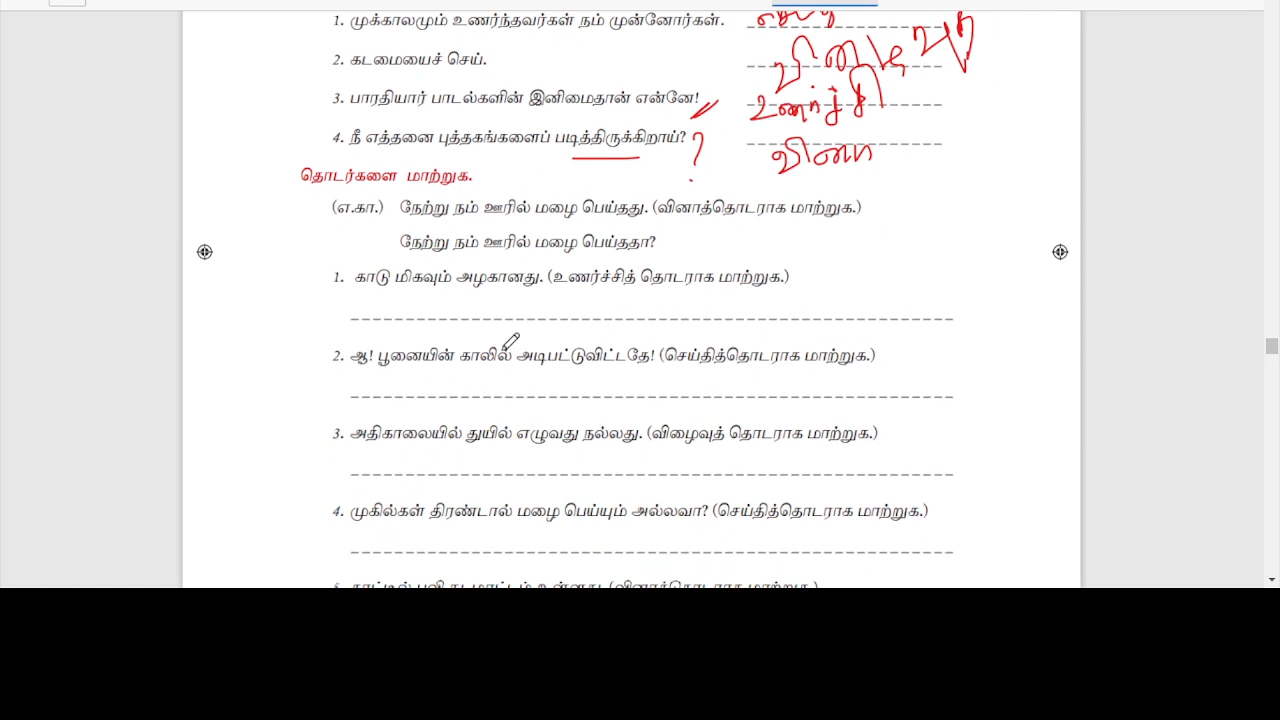 1. முக்காலமும் உணர்ந்தவர்கள் நம் முன்னோர்கள்.
2. கடமையைச் செய். விழைவு
3. பாரதியார் பாடல்களின் இனிமைதான் என்னே! உணர்ச்சி
4. நீ எத்தனை புத்தகங்களைப் படித்திருக்கிறாய்? ? வினா
தொடர்களை மாற்றுக.
(எ.கா.) நேற்று நம் ஊரில் மழை பெய்தது. (வினாத்தொடராக மாற்றுக.)
நேற்று நம் ஊரில் மழை பெய்ததா?
1. காடு மிகவும் அழகானது. (உணர்ச்சித் தொடராக மாற்றுக.)
2. ஆ! பூனையின் காலில் அடிபட்டுவிட்டதே! (செய்தித்தொடராக மாற்றுக.)
3. அதிகாலையில் துயில் எழுவது நல்லது. (விழைவுத் தொடராக மாற்றுக.)
4. முகில்கள் திரண்டால் மழை பெய்யும் அல்லவா? (செய்தித்தொடராக மாற்றுக.)